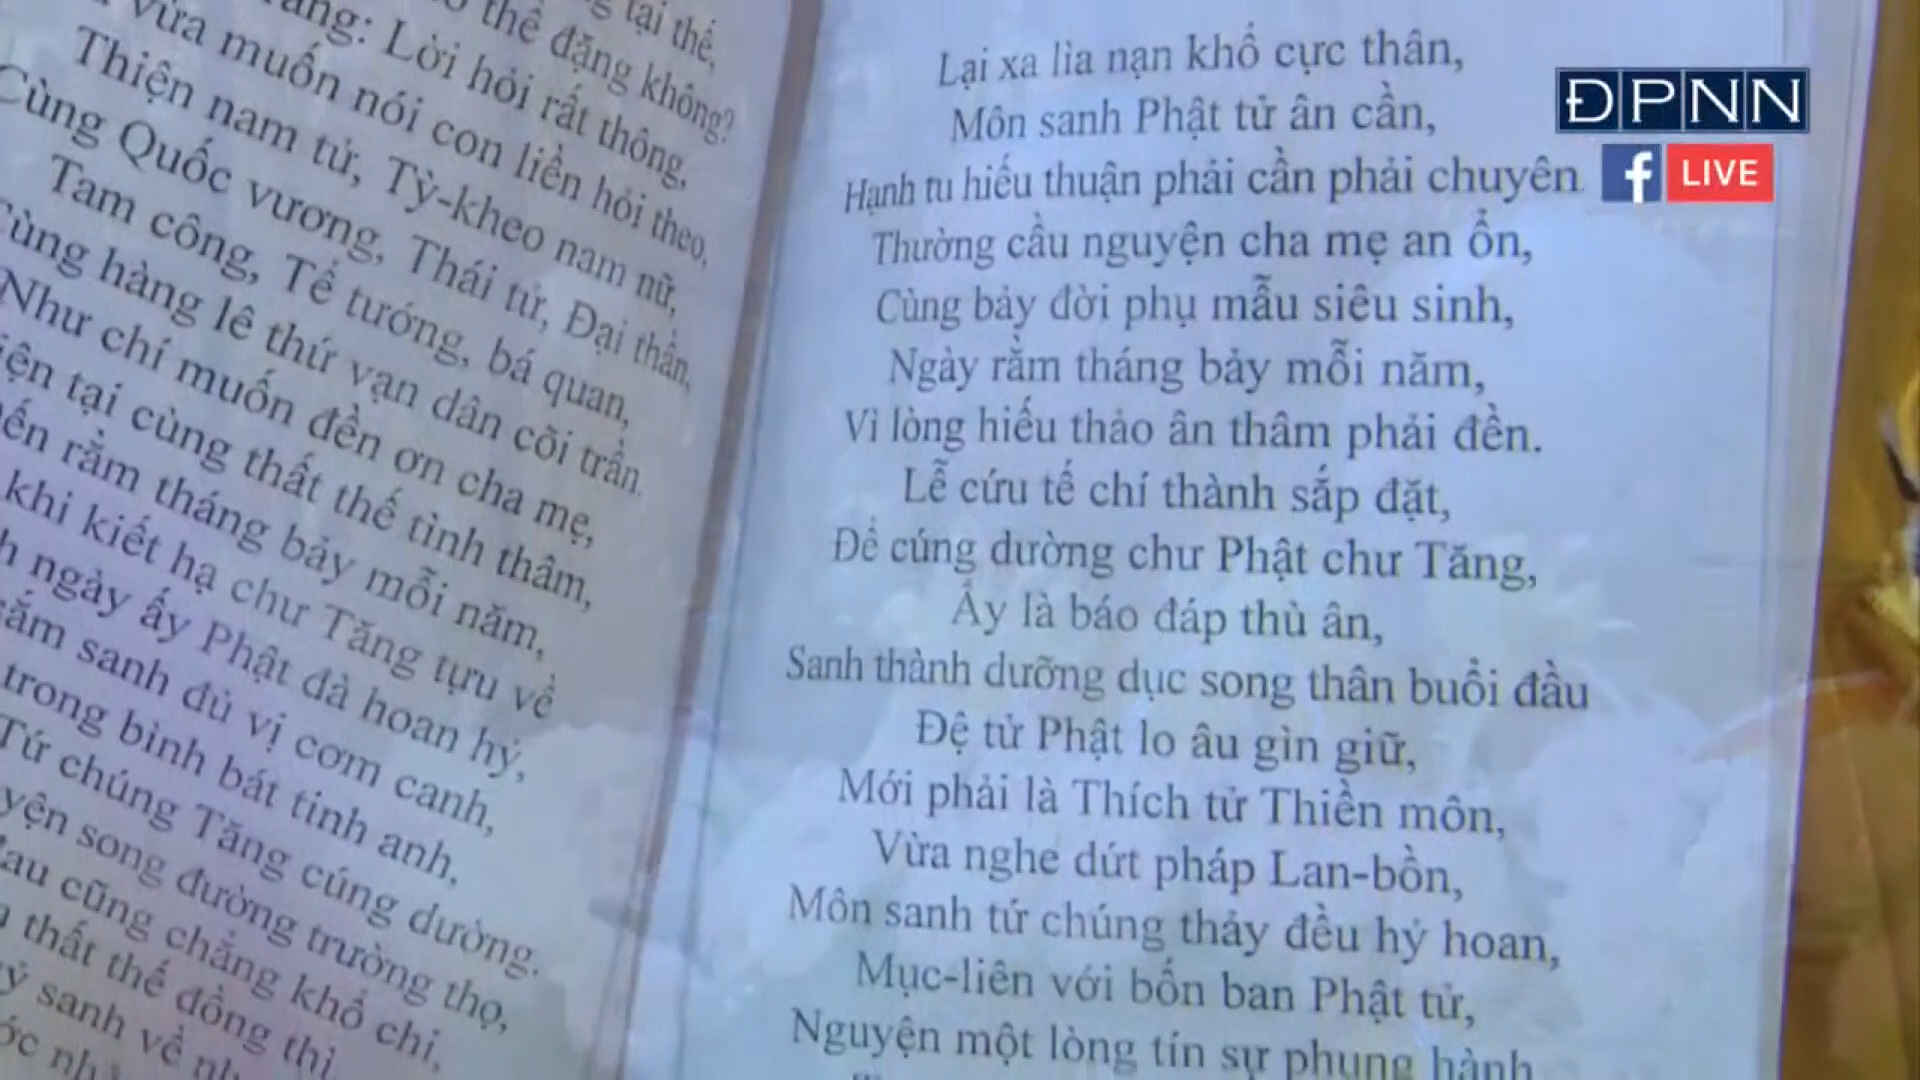 tại thế,
thể đặng không?
Lời hỏi rất thông,
vừa muốn nói con liền hỏi theo,
Thiện nam tử, Tỳ-kheo nam nữ,
Cùng Quốc vương, Thái tử, Đại thần,
Tam công, Tể tướng, bá quan,
Cùng hàng lê thứ vạn dân cõi trần.
Như chí muốn đền ơn cha mẹ,
tại cùng thất thế tình thâm,
rằm tháng bảy mỗi năm,
khi kiết hạ chư Tăng tựu về
ngày ấy Phật đà hoan hỷ,
sanh đủ vị cơm canh,
trong bình bát tinh anh,
Tứ chúng Tăng cúng dường.
song đường trường thọ,
cũng chẳng khổ chi,
thất thế đồng thì
sanh về
Lại xa lìa nạn khổ cực thân,
Môn sanh Phật tử ân cần,
Hạnh tu hiếu thuận phải cần phải chuyên
Thường cầu nguyện cha mẹ an ổn,
Cùng bảy đời phụ mẫu siêu sinh,
Ngày rằm tháng bảy mỗi năm,
Vì lòng hiếu thảo ân thâm phải đền.
Lễ cứu tế chí thành sắp đặt,
Để cúng dường chư Phật chư Tăng,
Ấy là báo đáp thù ân,
Sanh thành dưỡng dục song thân buổi đầu
Đệ tử Phật lo âu gìn giữ,
Mới phải là Thích tử Thiền môn,
Vừa nghe dứt pháp Lan-bồn,
Môn sanh tứ chúng thảy đều hỷ hoan,
Mục-liên với bốn ban Phật tử,
Nguyện một lòng tín sự phụng hành
ĐPNN
f LIVE